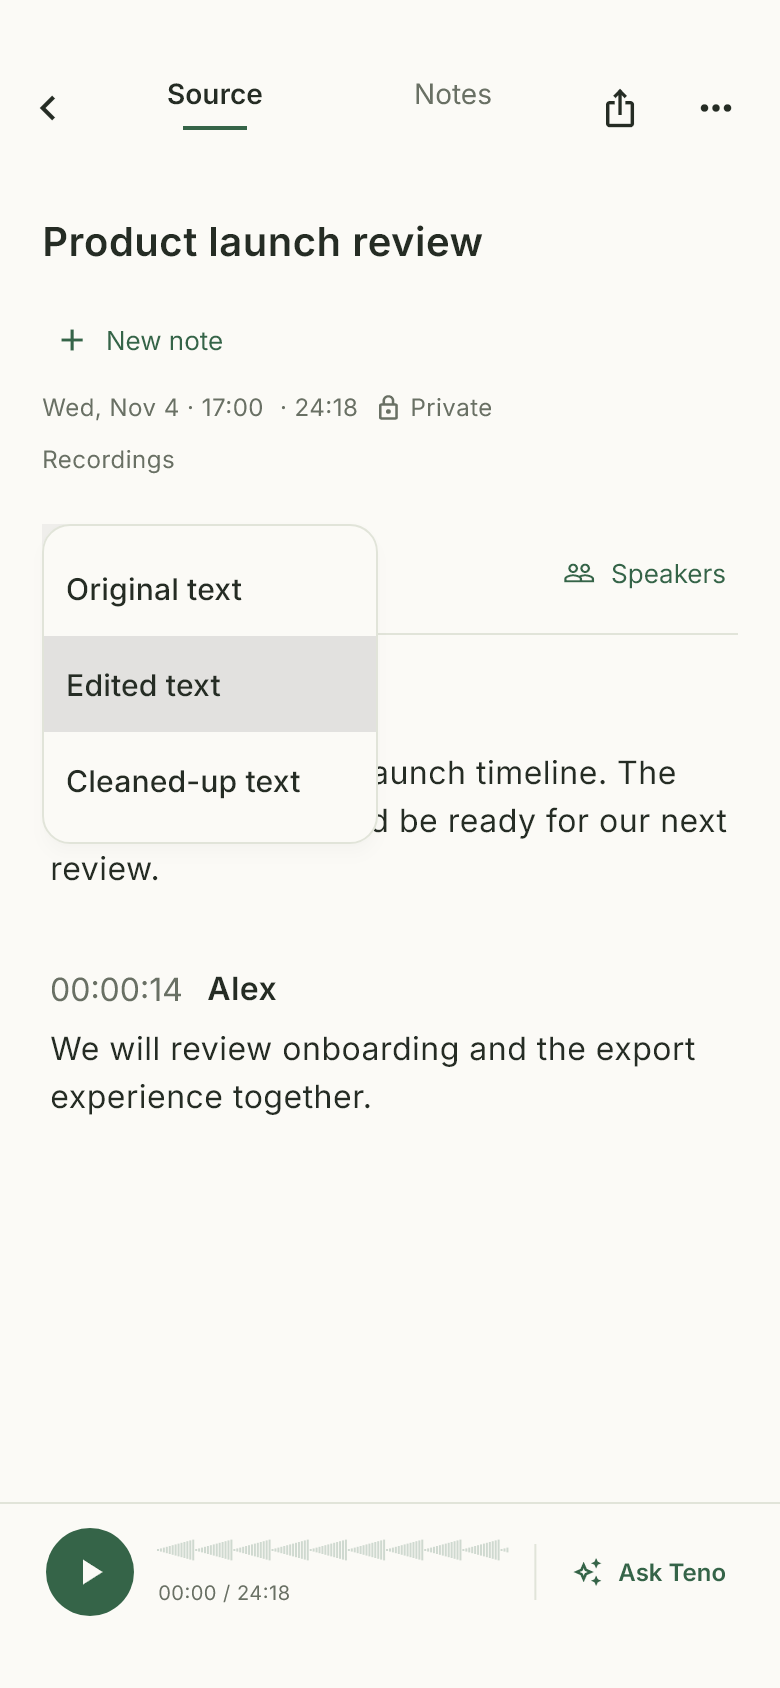 Source
Notes
Product launch review
New note
Wed, Nov 4 · 17:00 · 24:18 Private
Recordings
Original text
Speakers
Edited text
Cleaned-up text
launch timeline. The
be ready for our next
review.
00:00:14 Alex
We will review onboarding and the export
experience together.
00:00 / 24:18
Ask Teno